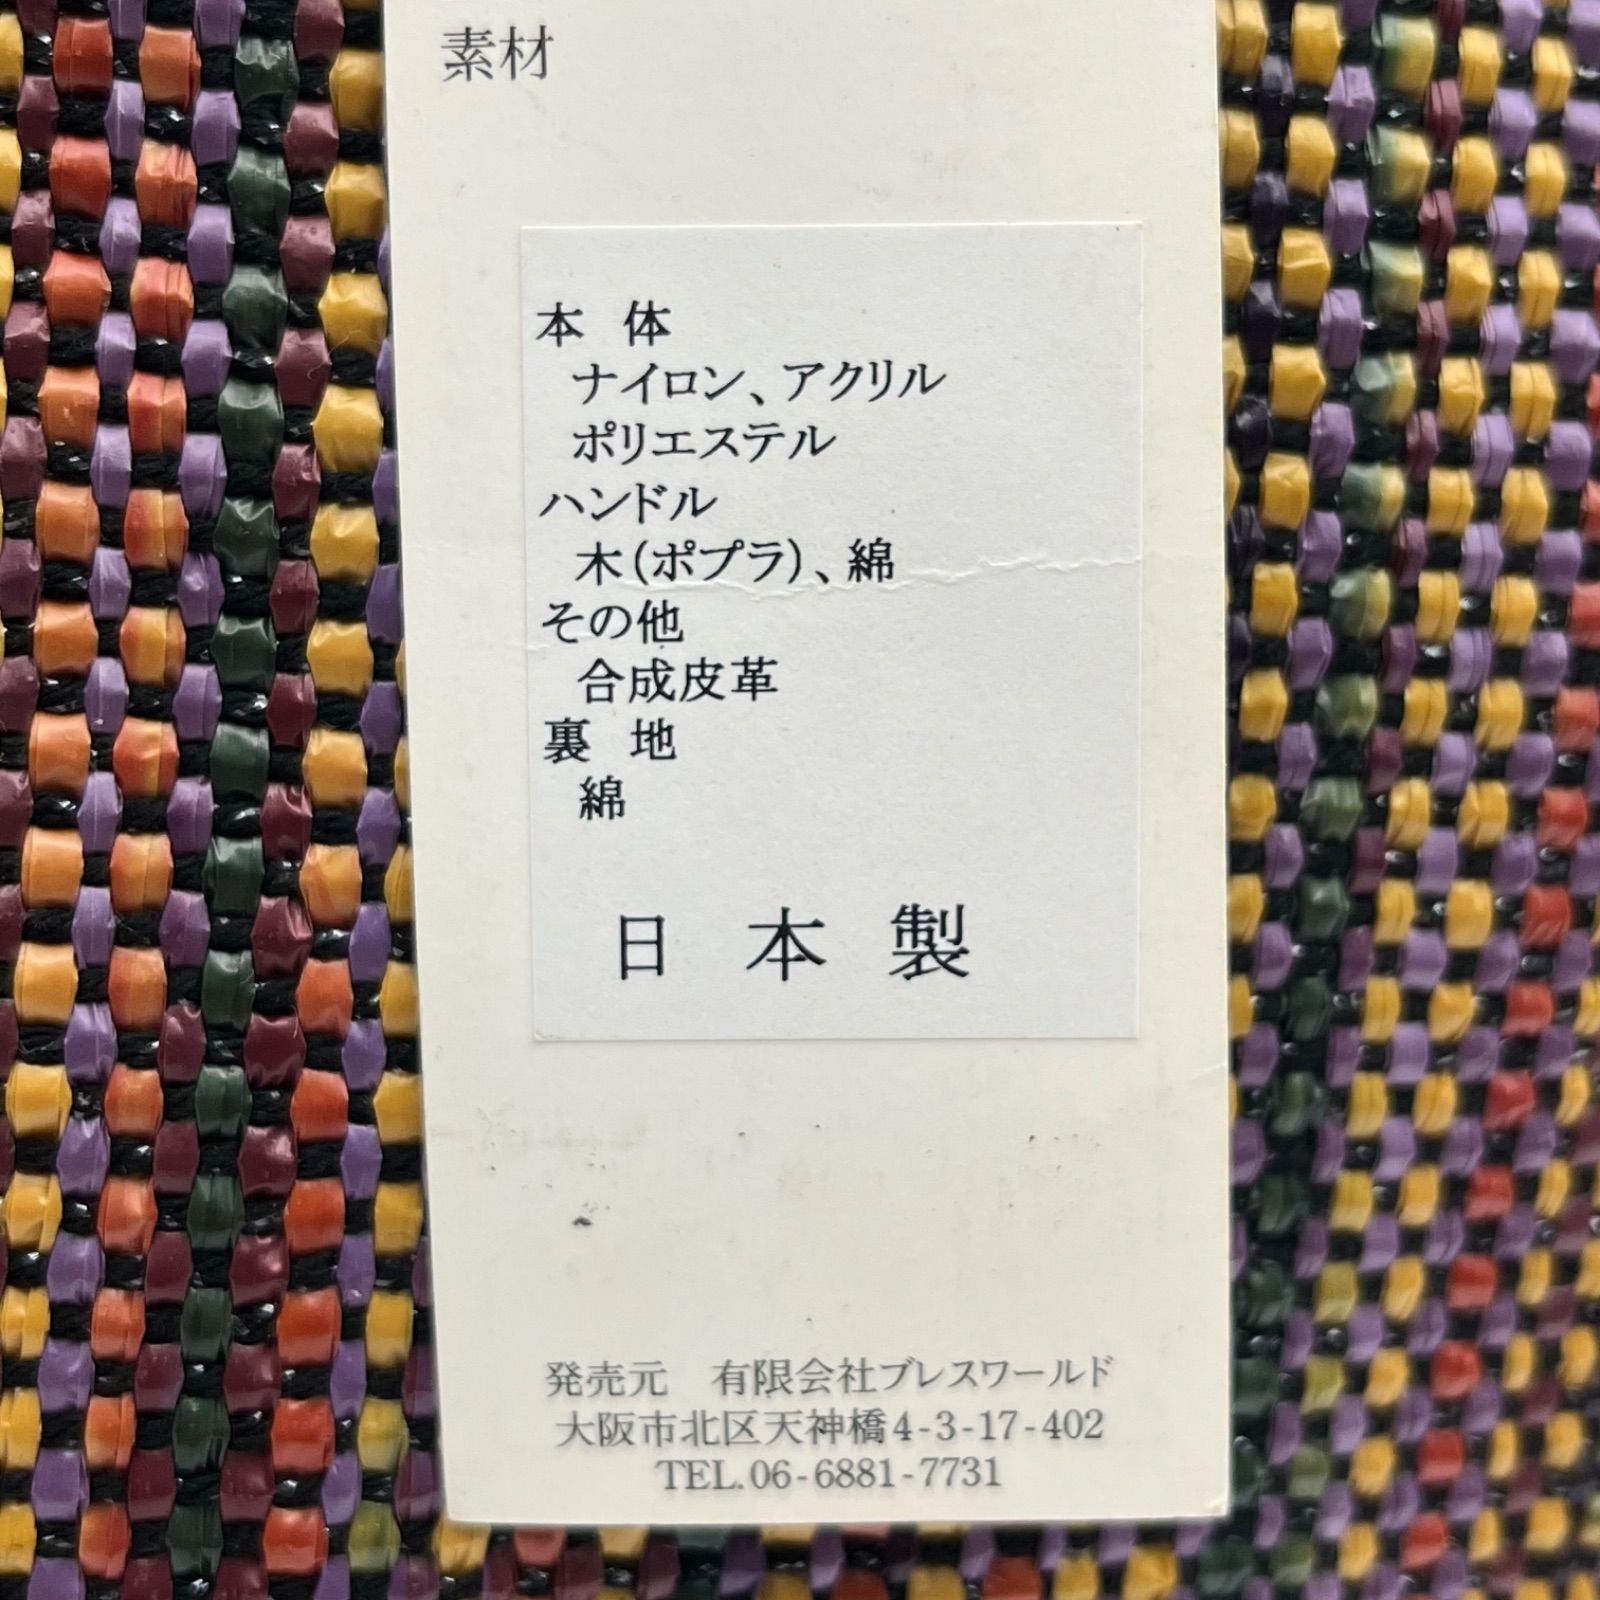 素材
本 体
ナイロン、アクリル
ポリエステル
ハンドル
木(ポプラ)、綿
その他
合成皮革
裏 地
綿
日 本 製
発売元 有限会社ブレスワールド
大阪市北区天神橋4-3-17-402
TEL.06-6881-7731